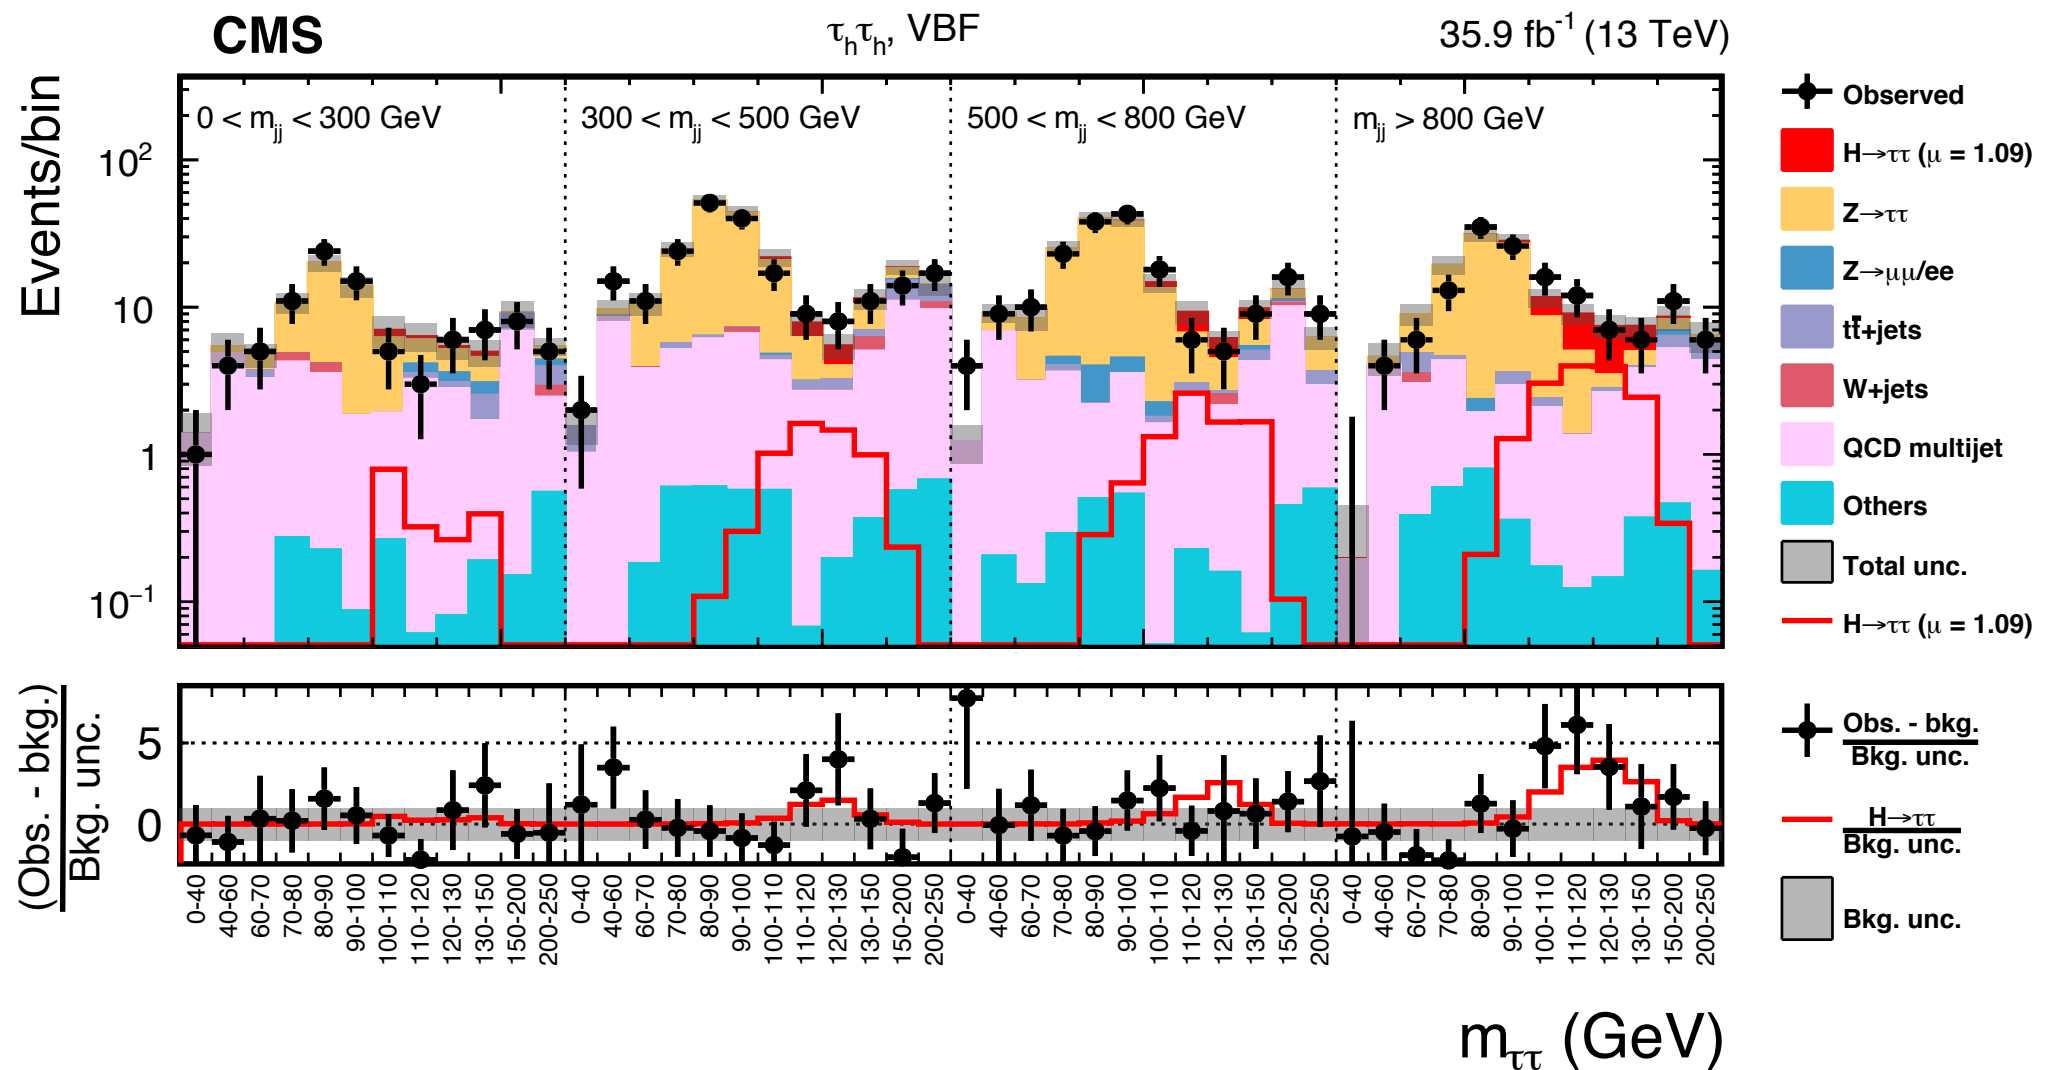 CMS
τhτh, VBF
35.9 fb⁻¹ (13 TeV)
Events/bin
0 < mjj < 300 GeV
300 < mjj < 500 GeV
500 < mjj < 800 GeV
mjj > 800 GeV
10²
10
1
10⁻¹
Observed
H→ττ (μ = 1.09)
Z→ττ
Z→μμ/ee
tt̄+jets
W+jets
QCD multijet
Others
Total unc.
H→ττ (μ = 1.09)
(Obs. - bkg.)
Bkg. unc.
5
0
Obs. - bkg.
Bkg. unc.
H→ττ
Bkg. unc.
Bkg. unc.
0-40 40-60 60-70 70-80 80-90 90-100 100-110 110-120 120-130 130-150 150-200 200-250 0-40 40-60 60-70 70-80 80-90 90-100 100-110 110-120 120-130 130-150 150-200 200-250 0-40 40-60 60-70 70-80 80-90 90-100 100-110 110-120 120-130 130-150 150-200 200-250 0-40 40-60 60-70 70-80 80-90 90-100 100-110 110-120 120-130 130-150 150-200 200-250
mττ (GeV)